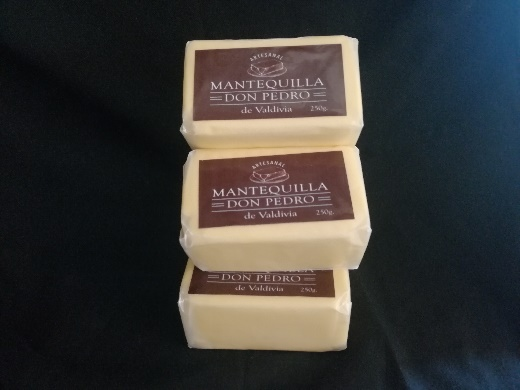 ARTESANAL
MANTEQUILLA
DON PEDRO
de Valdivia 250g.
ARTESANAL
MANTEQUILLA
DON PEDRO
de Valdivia 250g.
MANTEQUILLA
DON PEDRO
de Valdivia 250g.